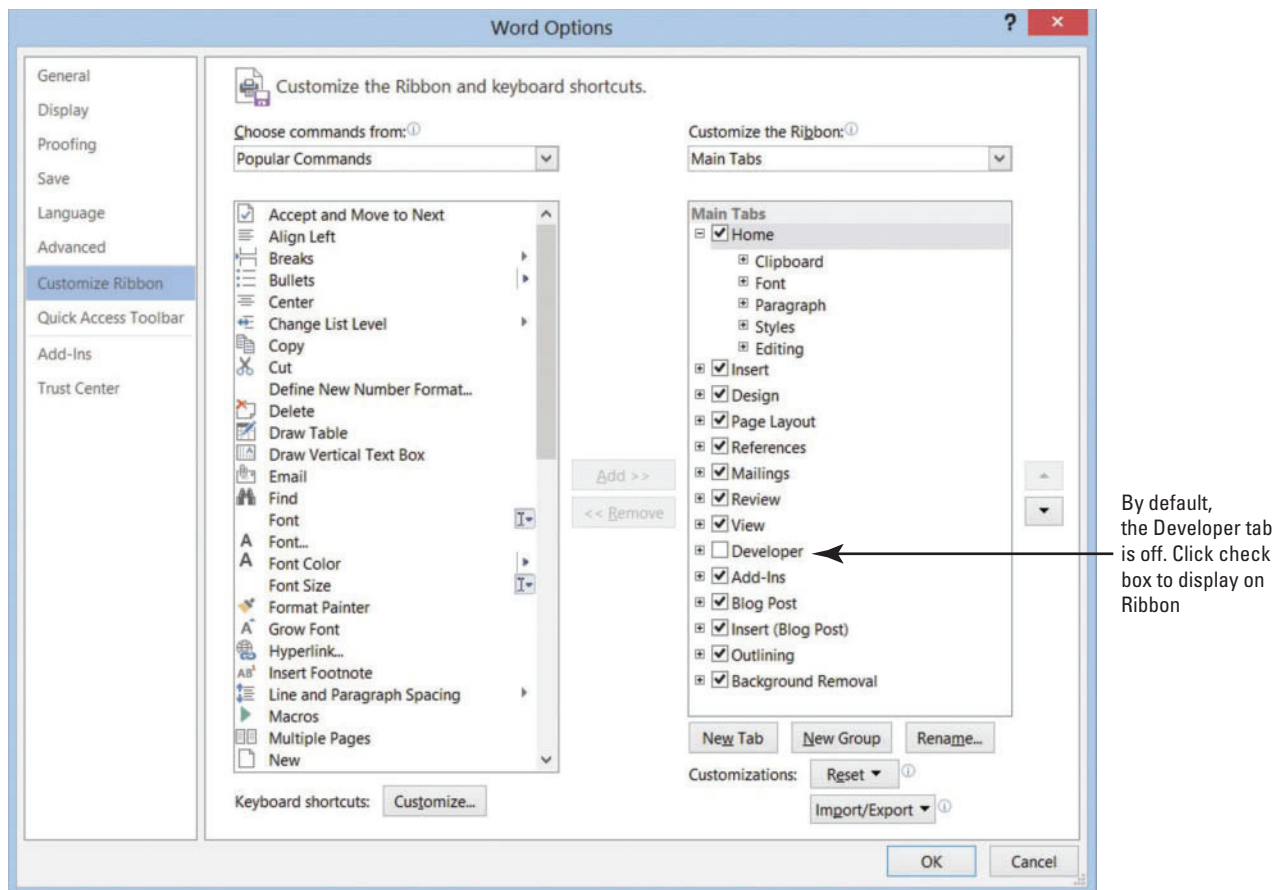 Word Options
?
×
General
Display
Proofing
Save
Language
Advanced
Customize Ribbon
Quick Access Toolbar
Add-Ins
Trust Center
Customize the Ribbon and keyboard shortcuts.
Choose commands from:
Popular Commands
Accept and Move to Next
Align Left
Breaks
Bullets
Center
Change List Level
Copy
Cut
Define New Number Format...
Delete
Draw Table
Draw Vertical Text Box
Email
Find
Font
Font...
Font Color
Font Size
Format Painter
Grow Font
Hyperlink...
Insert Footnote
Line and Paragraph Spacing
Macros
Multiple Pages
New
Keyboard shortcuts: Customize...
Add >>
<< Remove
Customize the Ribbon:
Main Tabs
Main Tabs
Home
Clipboard
Font
Paragraph
Styles
Editing
Insert
Design
Page Layout
References
Mailings
Review
View
Developer
Add-Ins
Blog Post
Insert (Blog Post)
Outlining
Background Removal
New Tab New Group Rename...
Customizations: Reset
Import/Export
OK Cancel
By default,
the Developer tab
is off. Click check
box to display on
Ribbon